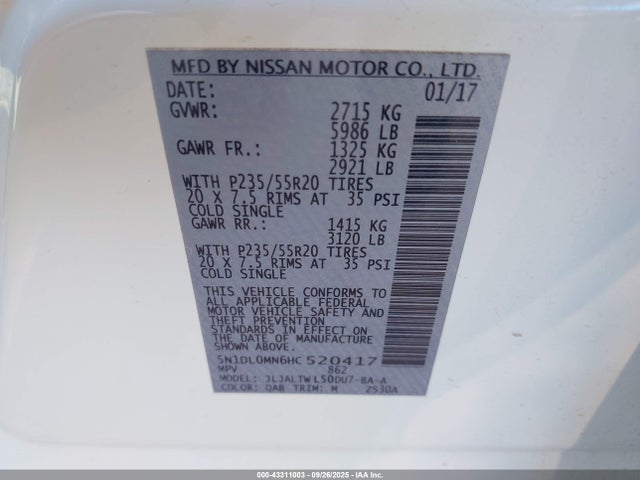 MFD BY NISSAN MOTOR CO., LTD.
DATE: 01/17
GVWR: 2715 KG
5986 LB
GAWR FR.: 1325 KG
2921 LB
WITH P235/55R20 TIRES
20 X 7.5 RIMS AT 35 PSI
COLD SINGLE
GAWR RR.: 1415 KG
3120 LB
WITH P235/55R20 TIRES
20 X 7.5 RIMS AT 35 PSI
COLD SINGLE
THIS VEHICLE CONFORMS TO
ALL APPLICABLE FEDERAL
MOTOR VEHICLE SAFETY AND
THEFT PREVENTION
STANDARDS IN EFFECT ON THE
DATE OF MANUFACTURE SHOWN ABOVE.
5N1DL0MN6HC520417
MPV 862
MODEL: JLJALTWL50DU7-BA-A
COLOR: QAB TRIM: M ZS30A
000-43311003 - 09/26/2025 - IAA Inc.